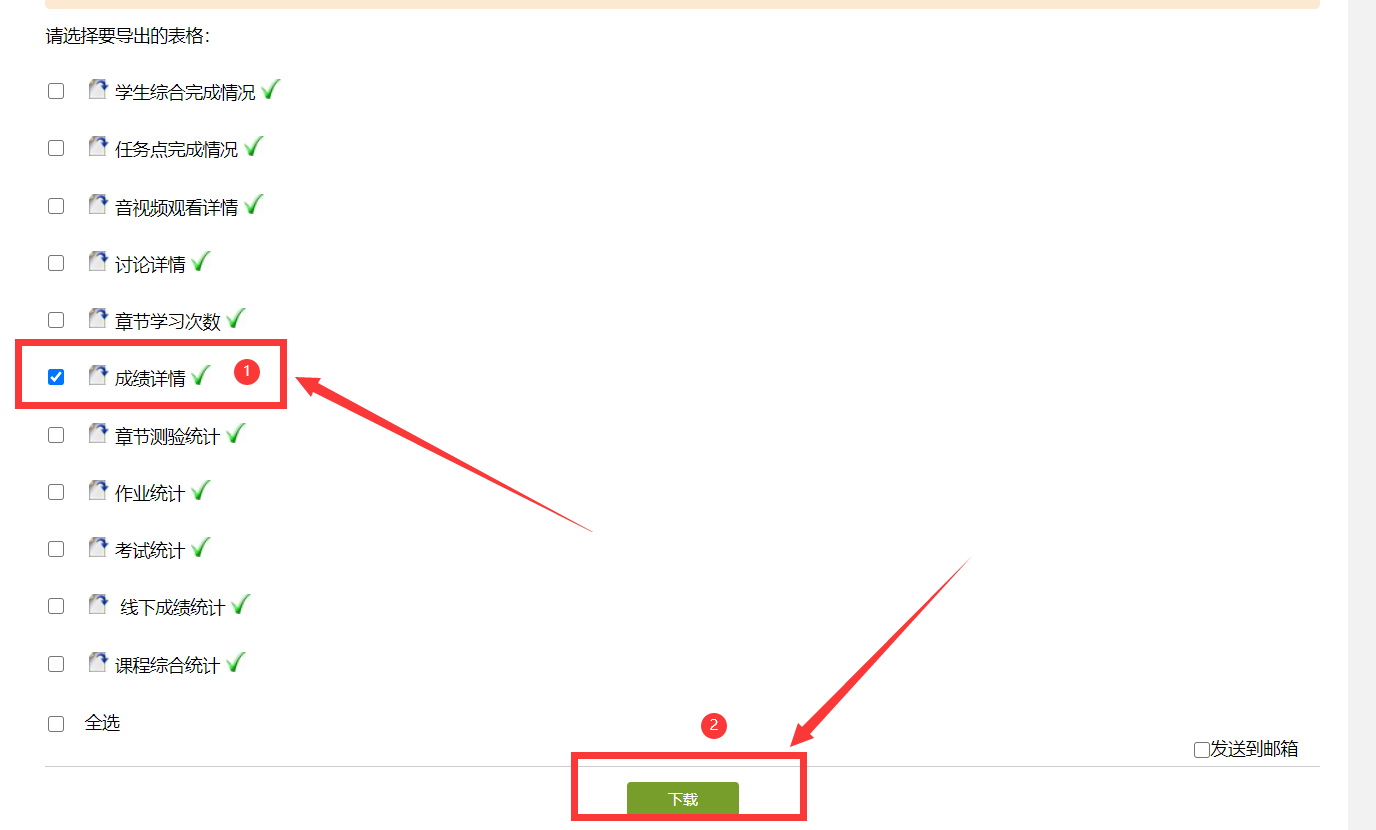 请选择要导出的表格：
学生综合完成情况
任务点完成情况
音视频观看详情
讨论详情
章节学习次数
成绩详情 1
章节测验统计
作业统计
考试统计
线下成绩统计
课程综合统计
全选
2
发送到邮箱
下载